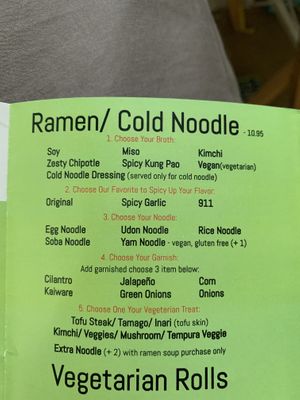 Ramen/ Cold Noodle - 10.95
1. Choose Your Broth:
Soy Miso Kimchi
Zesty Chipotle Spicy Kung Pao Vegan(vegetarian)
Cold Noodle Dressing (served only for cold noodle)
2. Choose Our Favorite to Spicy Up Your Flavor:
Original Spicy Garlic 911
3. Choose Your Noodle:
Egg Noodle Udon Noodle Rice Noodle
Soba Noodle Yam Noodle - vegan, gluten free (+ 1)
4. Choose Your Garnish:
Add garnished choose 3 item below:
Cilantro Jalapeño Corn
Kaiware Green Onions Onions
5. Choose One Your Vegetarian Treat:
Tofu Steak/ Tamago/ Inari (tofu skin)
Kimchi/ Veggies/ Mushroom/ Tempura Veggie
Extra Noodle (+ 2) with ramen soup purchase only
Vegetarian Rolls